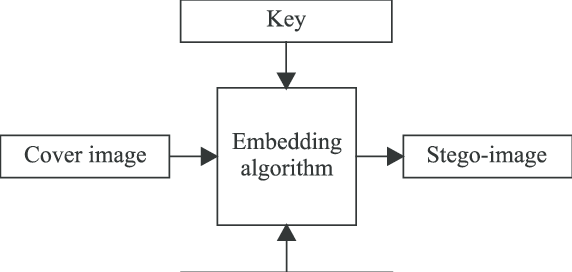 Key
Cover image
Embedding
algorithm
Stego-image